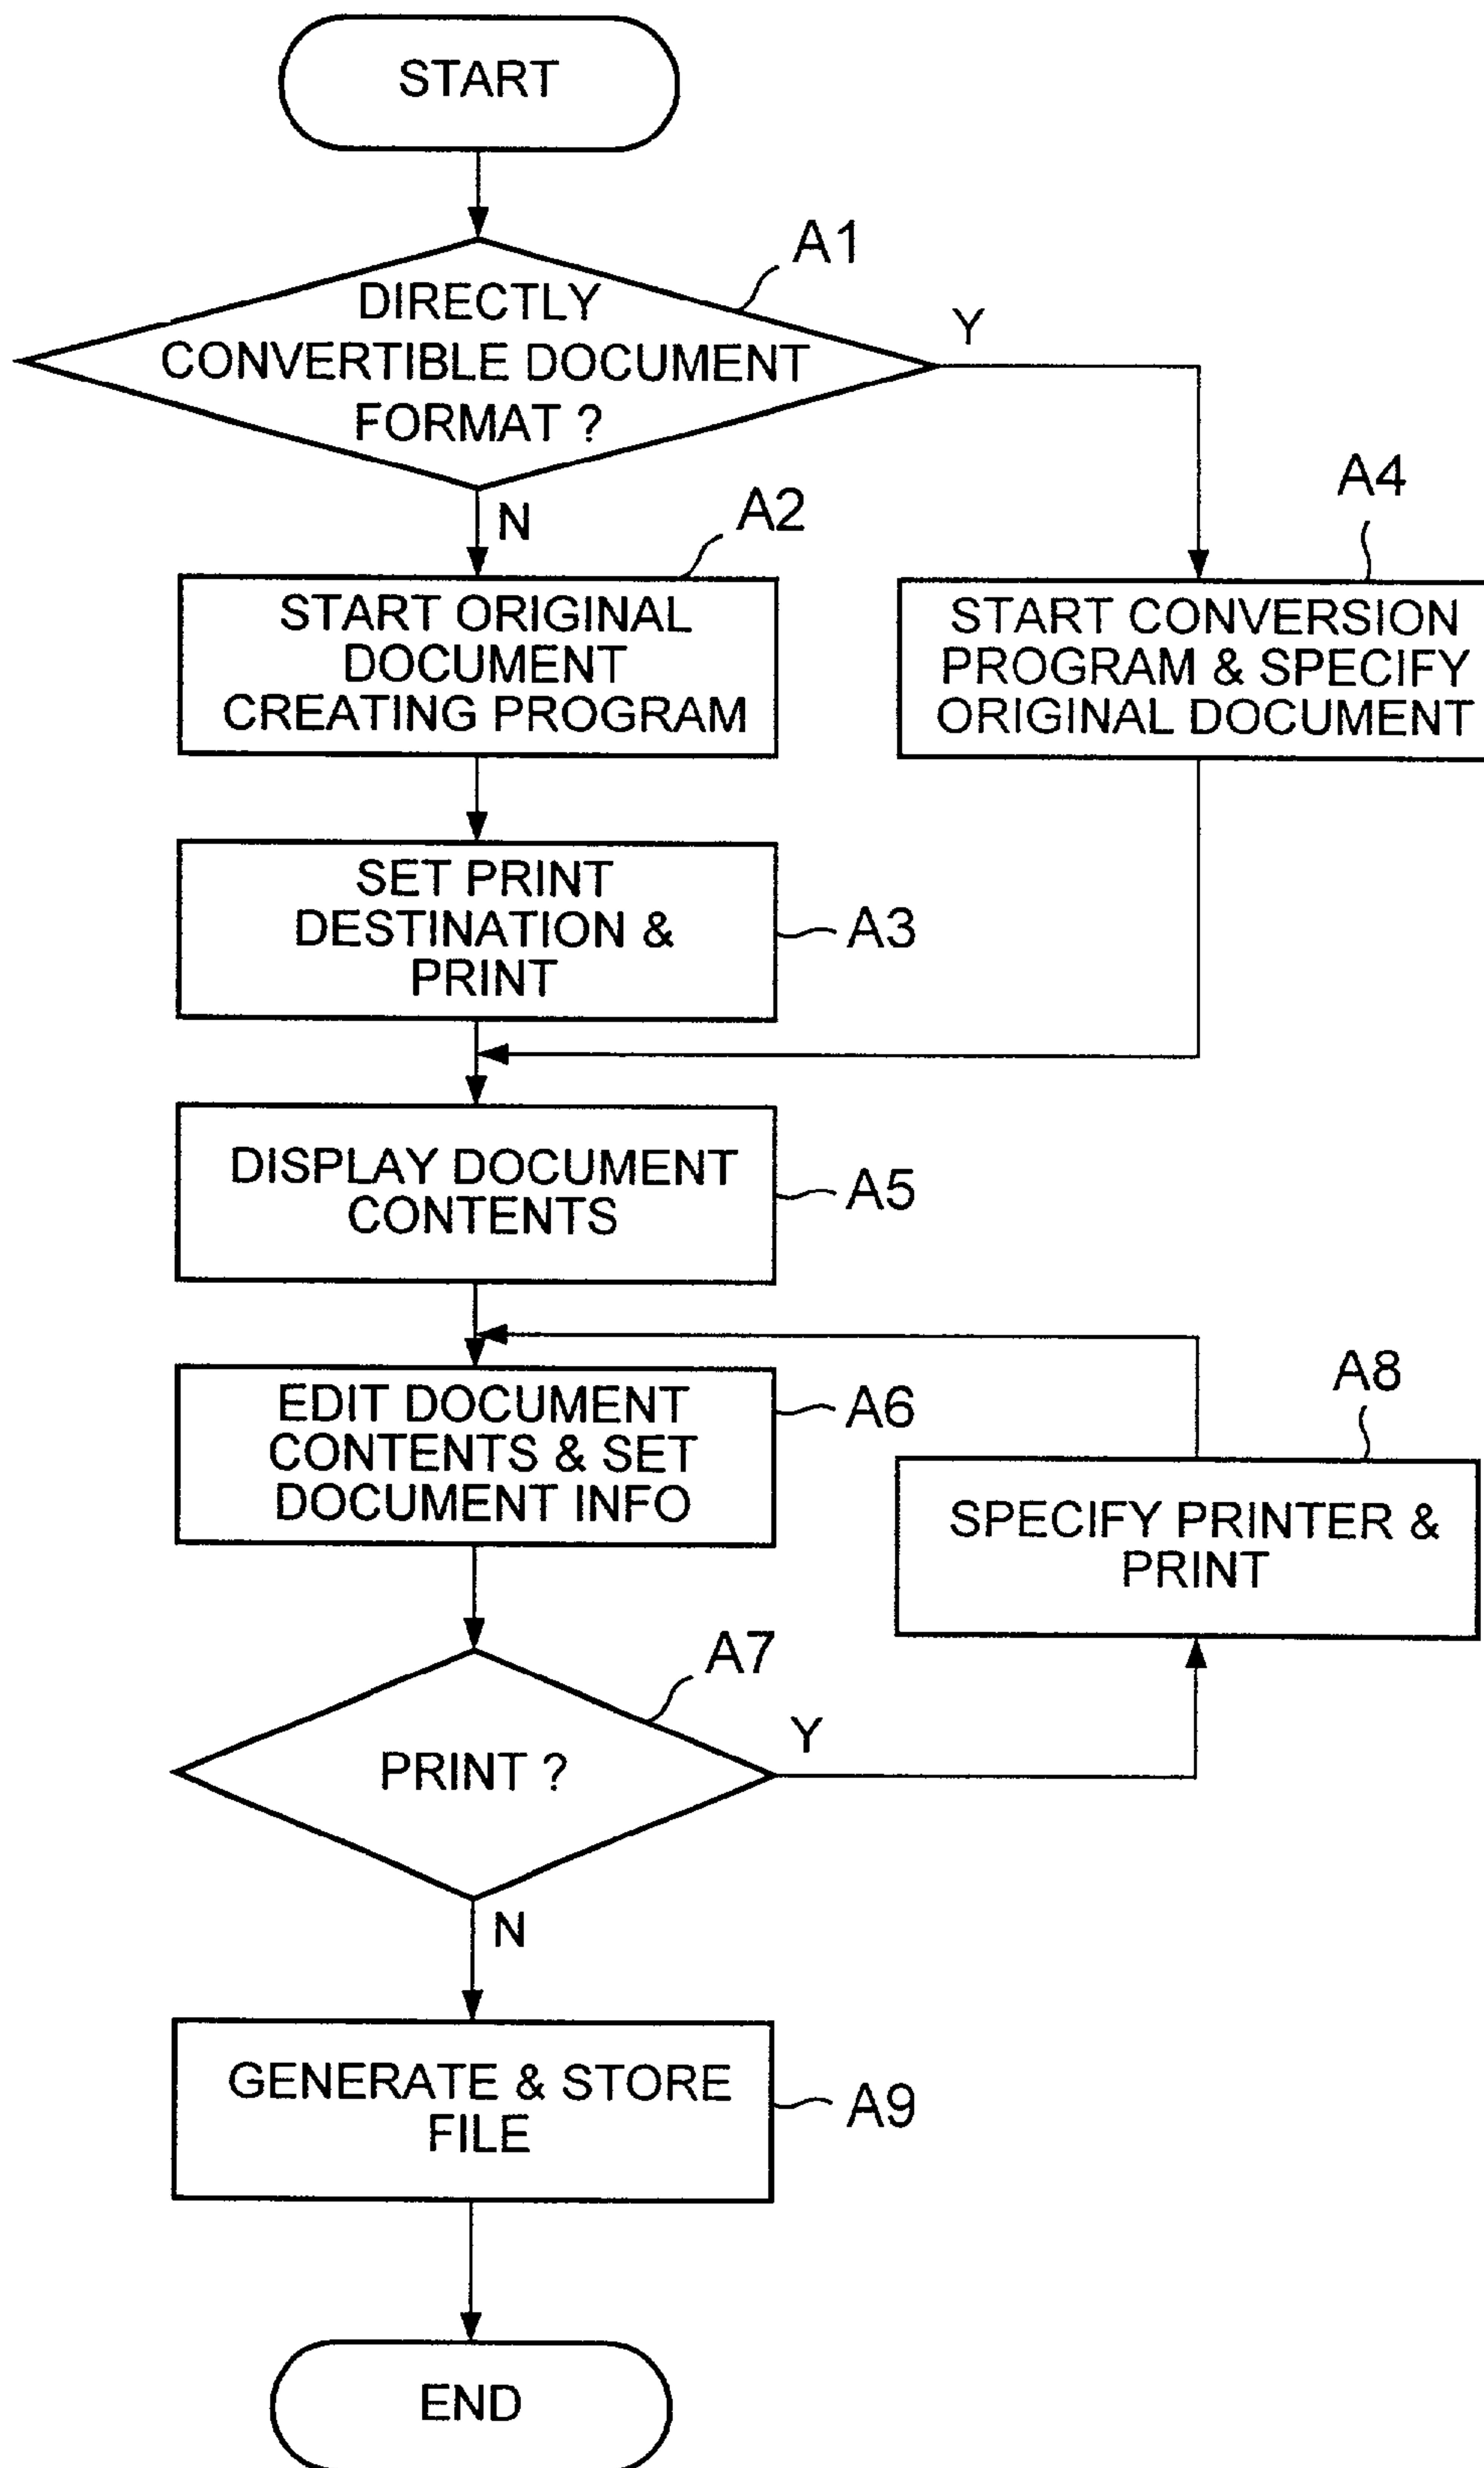 START
A1
DIRECTLY
CONVERTIBLE DOCUMENT
FORMAT ?
Y
N
A2
START ORIGINAL
DOCUMENT
CREATING PROGRAM
A4
START CONVERSION
PROGRAM & SPECIFY
ORIGINAL DOCUMENT
SET PRINT
DESTINATION &
PRINT
A3
DISPLAY DOCUMENT
CONTENTS
A5
EDIT DOCUMENT
CONTENTS & SET
DOCUMENT INFO
A6
A8
SPECIFY PRINTER &
PRINT
A7
PRINT ?
Y
N
GENERATE & STORE
FILE
A9
END